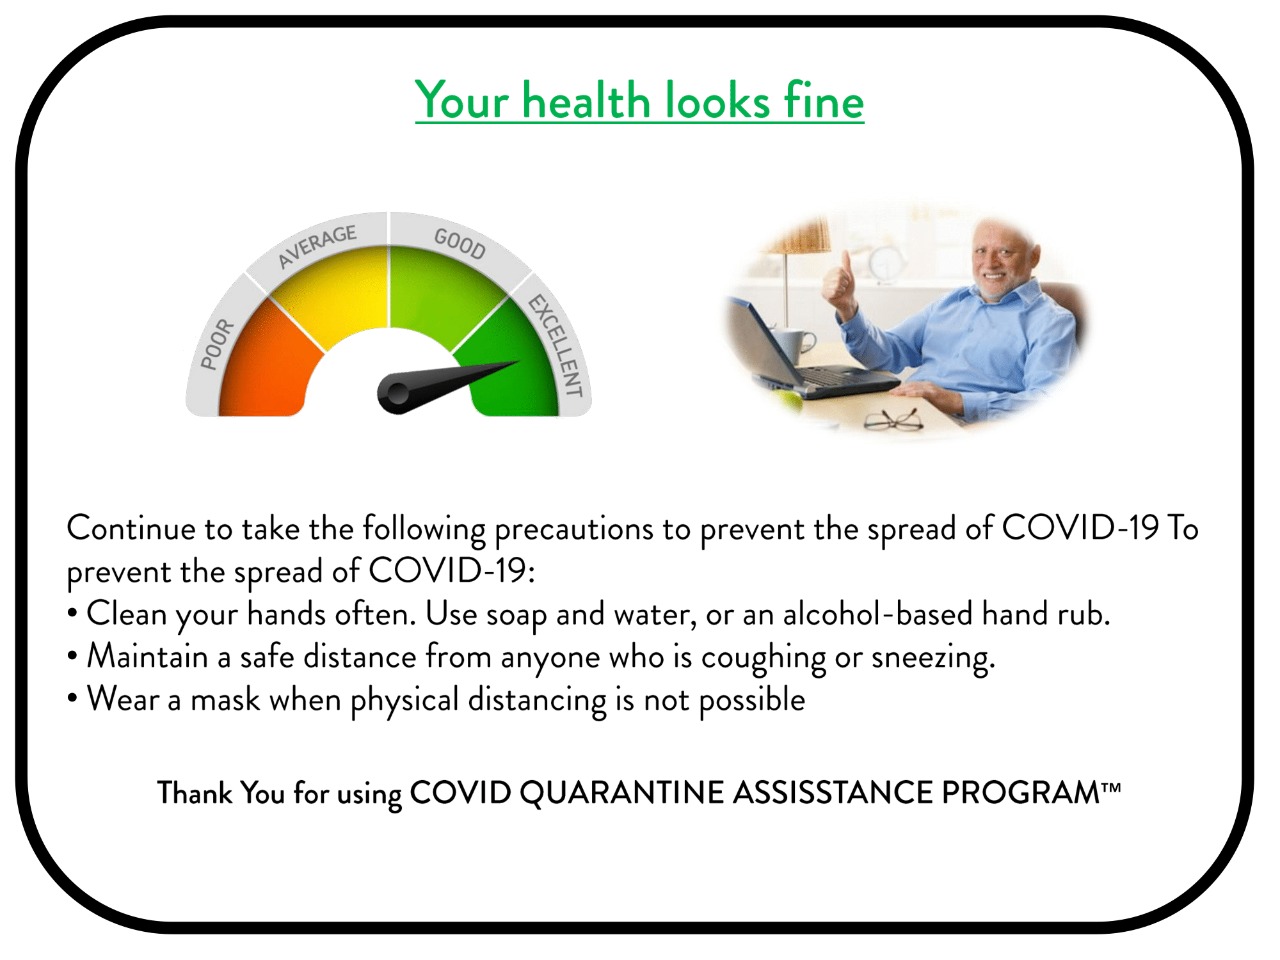 Your health looks fine
POOR
AVERAGE
GOOD
EXCELLENT
Continue to take the following precautions to prevent the spread of COVID-19 To
prevent the spread of COVID-19:
• Clean your hands often. Use soap and water, or an alcohol-based hand rub.
• Maintain a safe distance from anyone who is coughing or sneezing.
• Wear a mask when physical distancing is not possible
Thank You for using COVID QUARANTINE ASSISSTANCE PROGRAM™